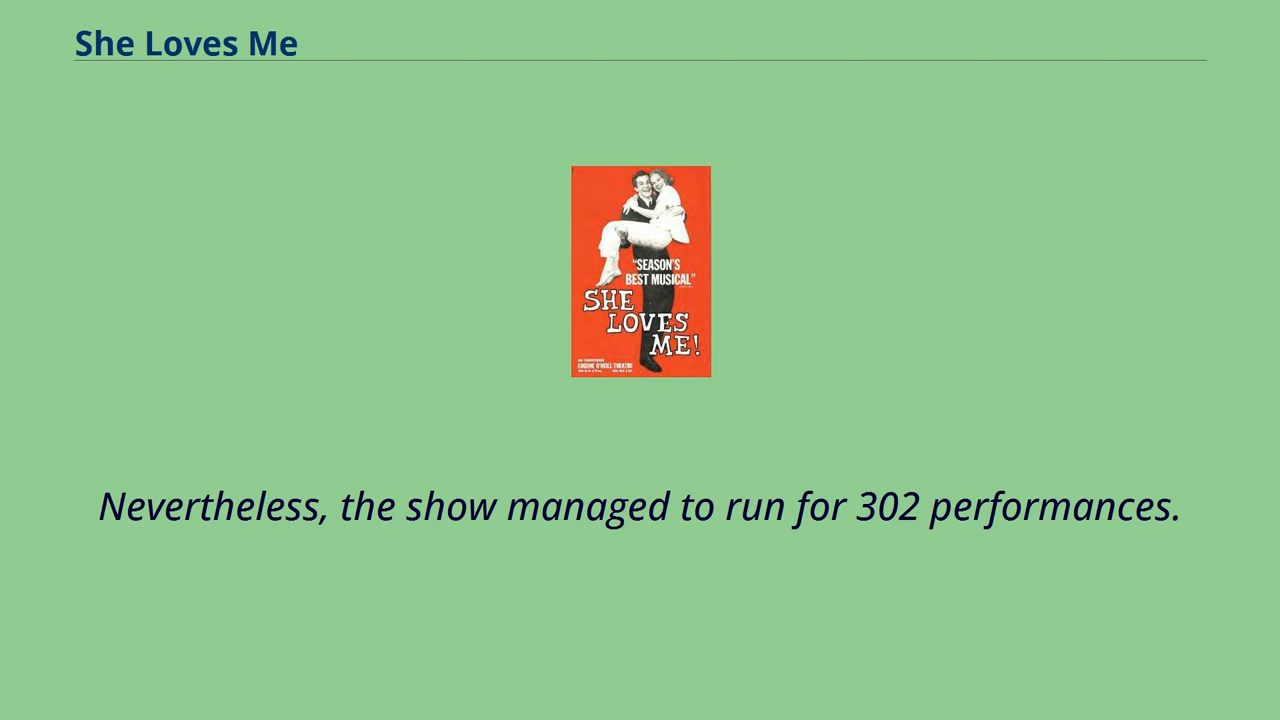 She Loves Me
"SEASON'S
BEST MUSICAL"
SHE
LOVES
ME!
EUGENE O'NEILL THEATRE
Nevertheless, the show managed to run for 302 performances.